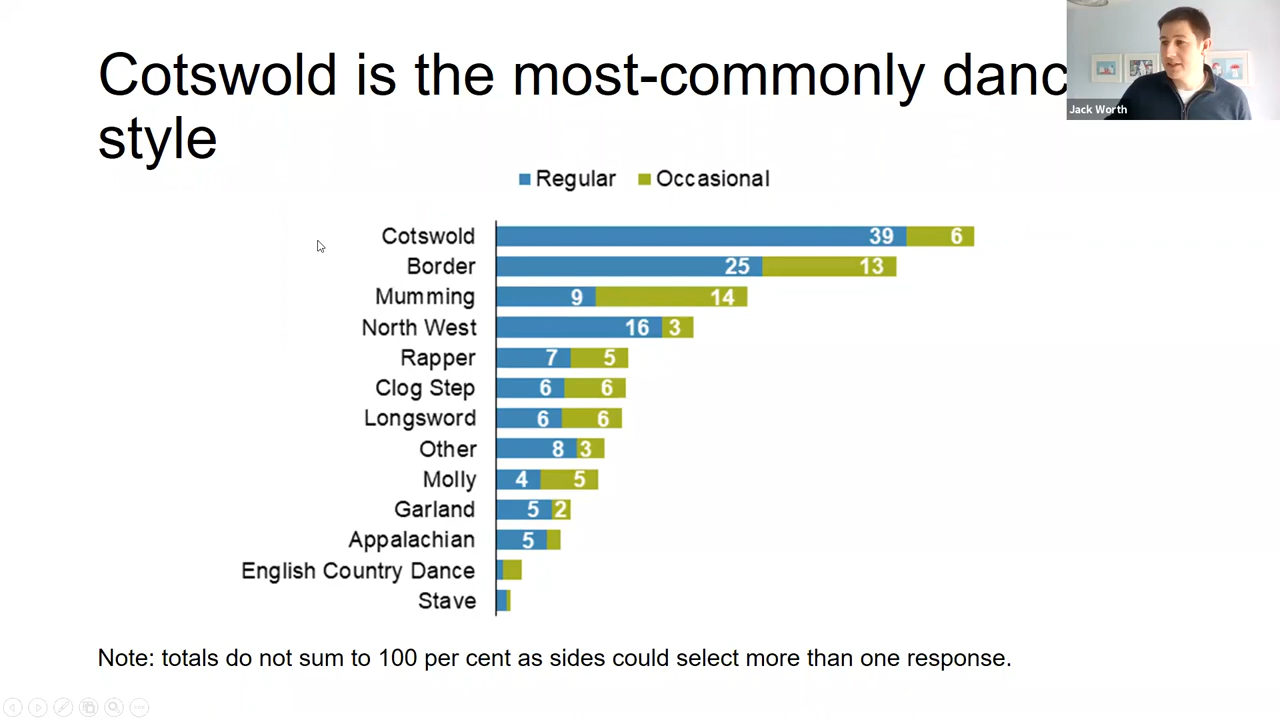 Cotswold is the most-commonly danc
style
Jack Worth
Regular Occasional
Cotswold 39 6
Border 25 13
Mumming 9 14
North West 16 3
Rapper 7 5
Clog Step 6 6
Longsword 6 6
Other 8 3
Molly 4 5
Garland 5 2
Appalachian 5
English Country Dance
Stave
Note: totals do not sum to 100 per cent as sides could select more than one response.